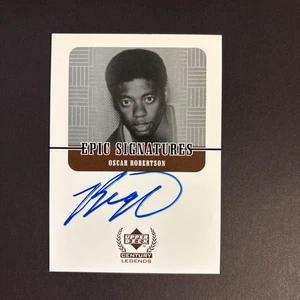 EPIC SIGNATURES
OSCAR ROBERTSON
UPPER DECK
CENTURY
LEGENDS